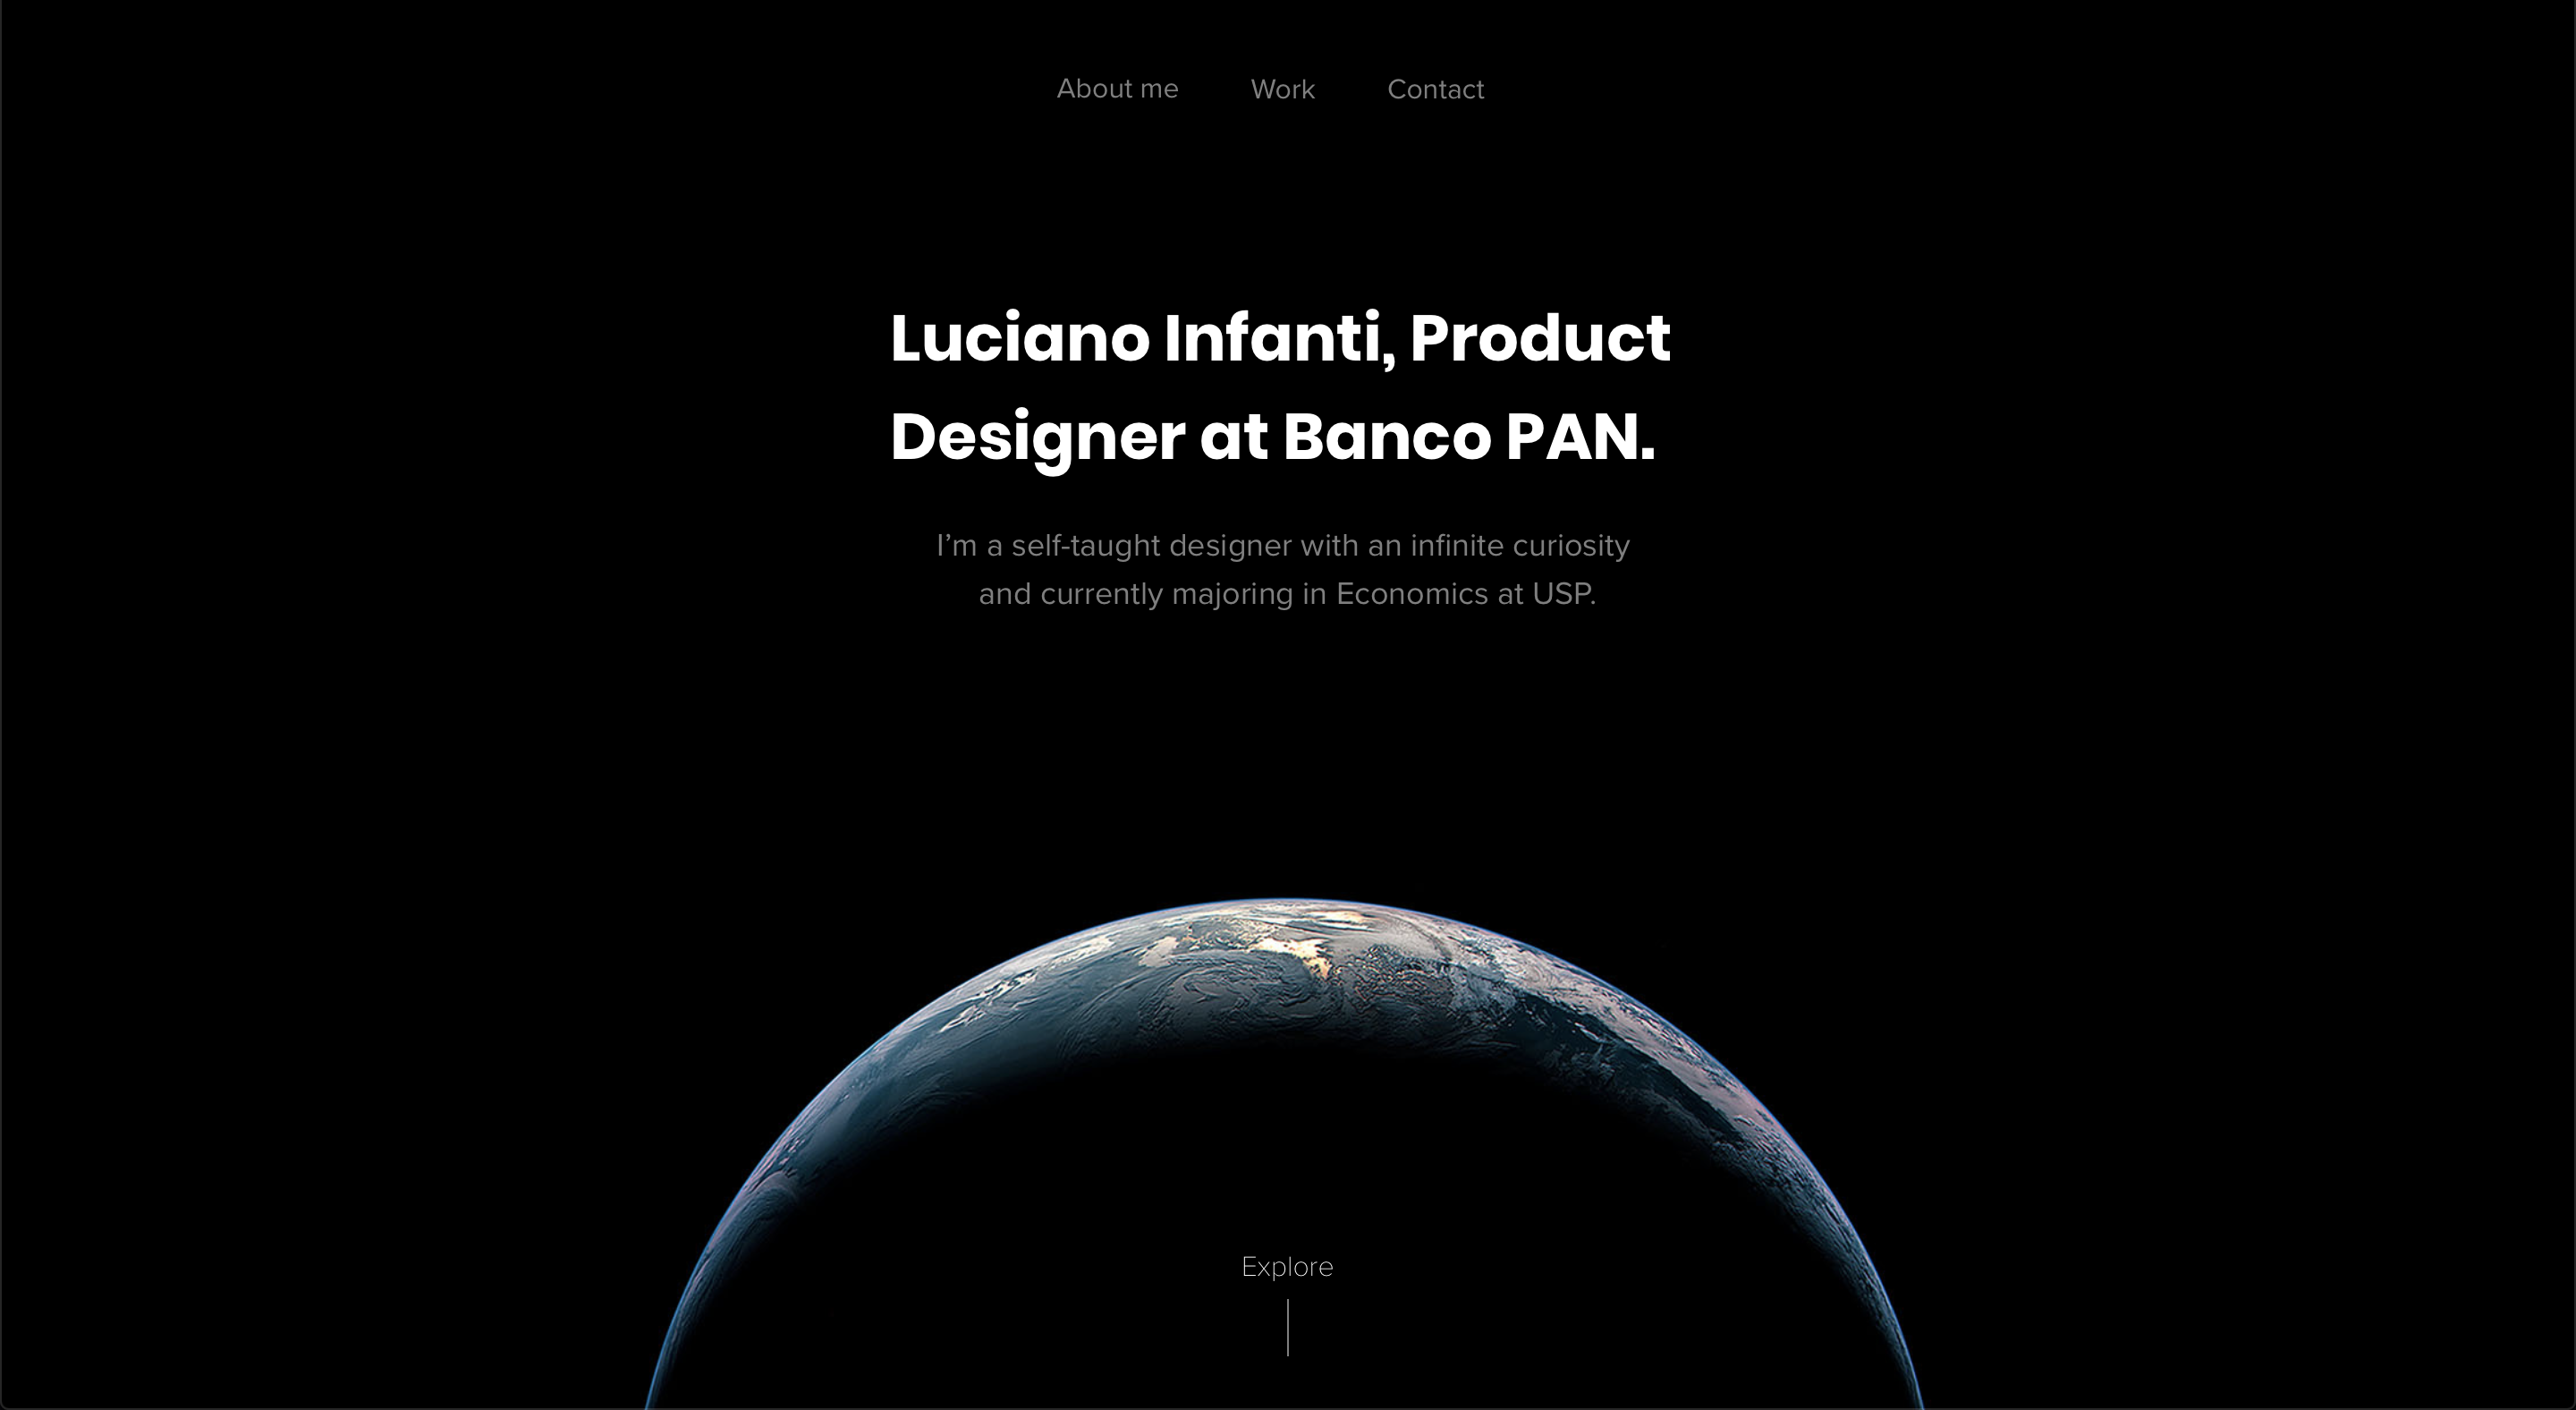 About me Work Contact
Luciano Infanti, Product
Designer at Banco PAN.
I’m a self-taught designer with an infinite curiosity
and currently majoring in Economics at USP.
Explore